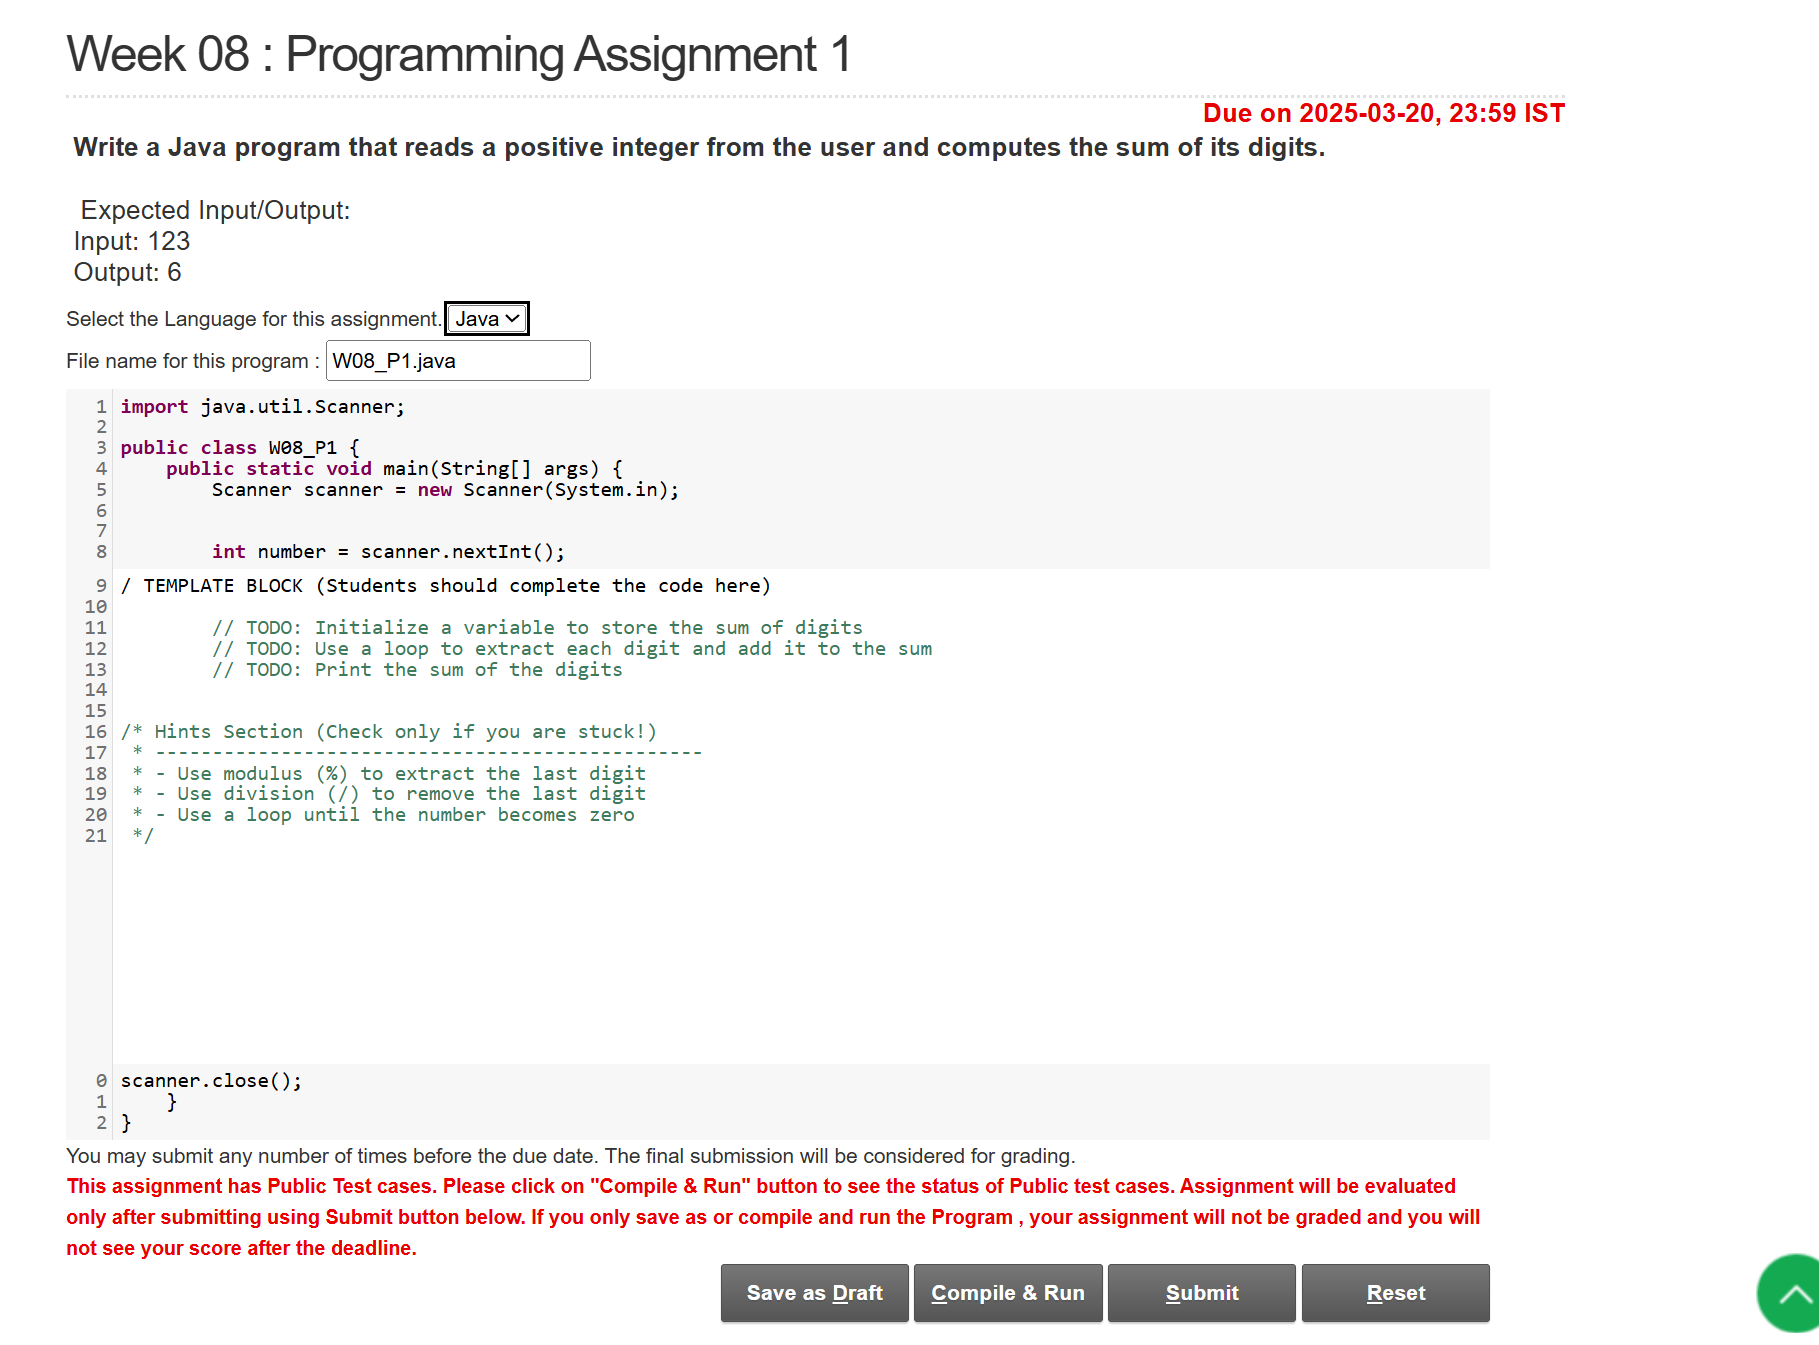 Week 08 : Programming Assignment 1
Due on 2025-03-20, 23:59 IST
Write a Java program that reads a positive integer from the user and computes the sum of its digits.
Expected Input/Output:
Input: 123
Output: 6
Select the Language for this assignment. Java
File name for this program : W08_P1.java
1 import java.util.Scanner;
2
3 public class W08_P1 {
4     public static void main(String[] args) {
5         Scanner scanner = new Scanner(System.in);
6
7
8         int number = scanner.nextInt();
9 / TEMPLATE BLOCK (Students should complete the code here)
10
11         // TODO: Initialize a variable to store the sum of digits
12         // TODO: Use a loop to extract each digit and add it to the sum
13         // TODO: Print the sum of the digits
14
15
16 /* Hints Section (Check only if you are stuck!)
17  * ------------------------------------------------
18  * - Use modulus (%) to extract the last digit
19  * - Use division (/) to remove the last digit
20  * - Use a loop until the number becomes zero
21  */
0 scanner.close();
1     }
2 }
You may submit any number of times before the due date. The final submission will be considered for grading.
This assignment has Public Test cases. Please click on "Compile & Run" button to see the status of Public test cases. Assignment will be evaluated
only after submitting using Submit button below. If you only save as or compile and run the Program , your assignment will not be graded and you will
not see your score after the deadline.
Save as Draft Compile & Run Submit Reset